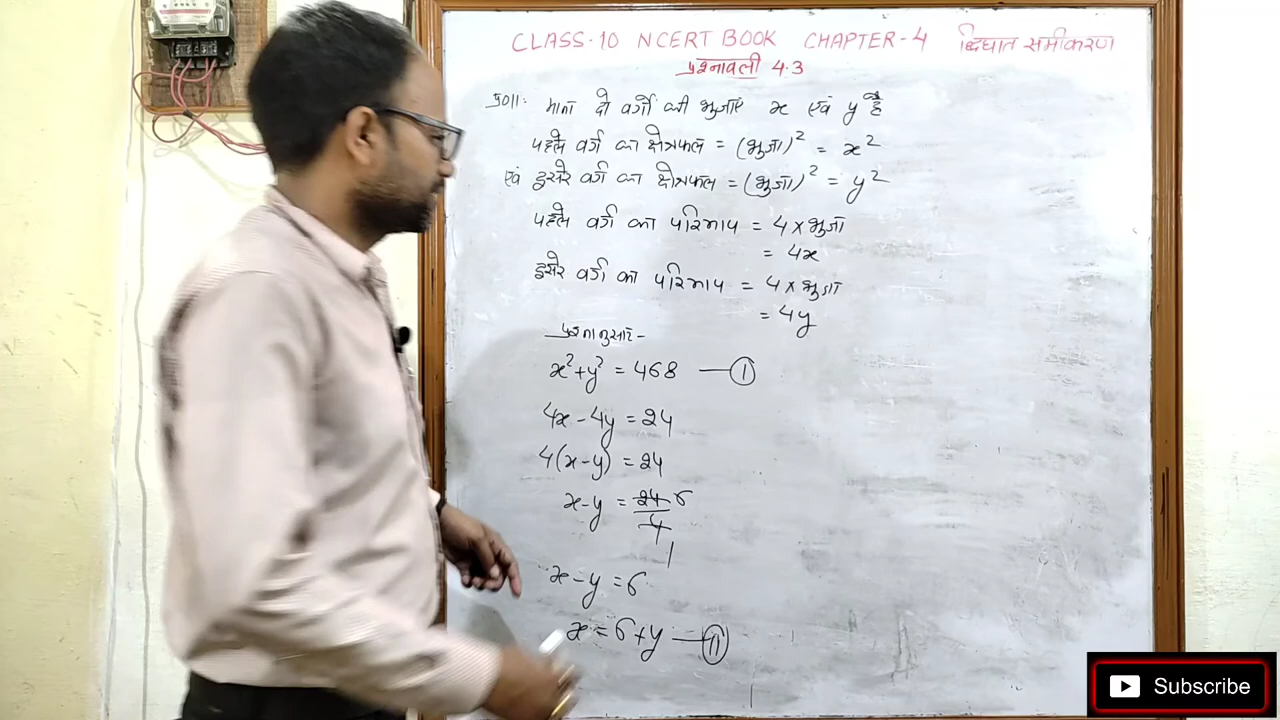 CLASS-10 NCERT BOOK CHAPTER-4 द्विघात समीकरण
प्रश्नावली 4.3
प्र011. माना दो वर्गों की भुजाएं x एवं y है
पहले वर्ग का क्षेत्रफल = (भुजा)² = x²
एवं दुसरे वर्ग का क्षेत्रफल = (भुजा)² = y²
पहले वर्ग का परिमाप = 4 × भुजा
= 4x
दुसरे वर्ग का परिमाप = 4 × भुजा
= 4y
प्रश्नानुसार -
x² + y² = 468 — ①
4x - 4y = 24
4(x - y) = 24
x - y = 24 6
4
1
x - y = 6
x = 6 + y — ⑪
Subscribe